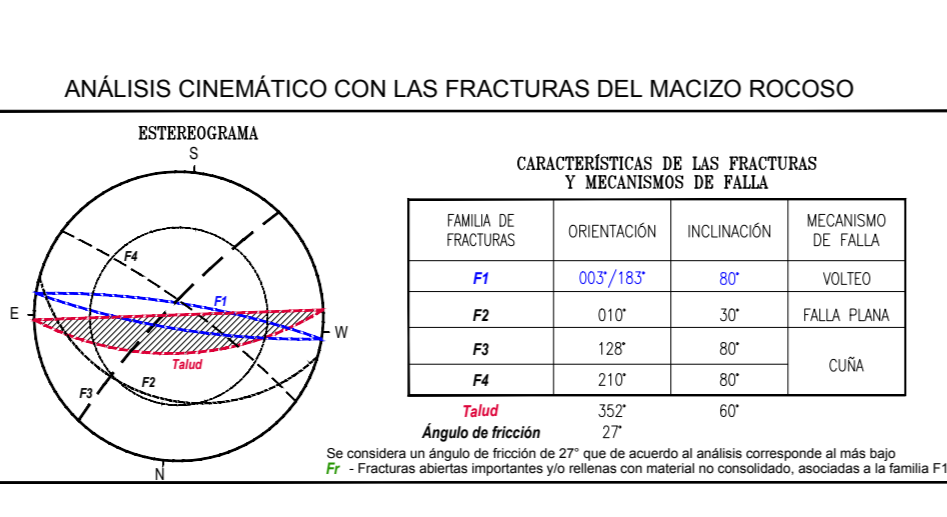 ANÁLISIS CINEMÁTICO CON LAS FRACTURAS DEL MACIZO ROCOSO
ESTEREOGRAMA
S
F4
F1
E
W
Talud
F2
F3
N
CARACTERÍSTICAS DE LAS FRACTURAS
Y MECANISMOS DE FALLA
FAMILIA DE FRACTURAS ORIENTACIÓN INCLINACIÓN MECANISMO DE FALLA
F1 003°/183° 80° VOLTEO
F2 010° 30° FALLA PLANA
F3 128° 80° CUÑA
F4 210° 80°
Talud 352° 60°
Ángulo de fricción 27°
Se considera un ángulo de fricción de 27° que de acuerdo al análisis corresponde al más bajo
Fr - Fracturas abiertas importantes y/o rellenas con material no consolidado, asociadas a la familia F1